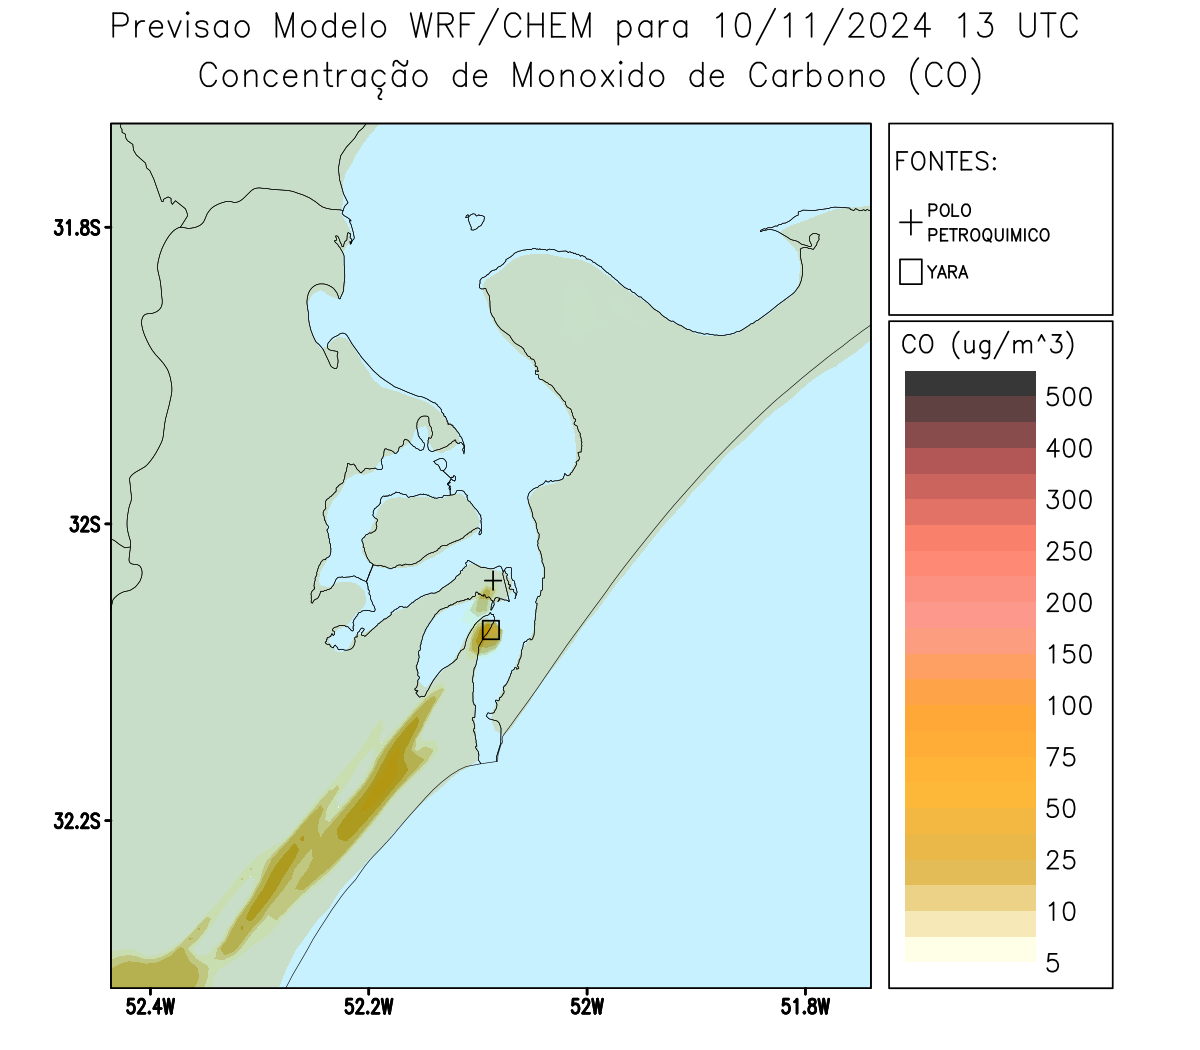 Previsao Modelo WRF/CHEM para 10/11/2024 13 UTC
Concentração de Monoxido de Carbono (CO)
FONTES:
POLO
PETROQUIMICO
YARA
CO (ug/m^3)
500
400
300
250
200
150
100
75
50
25
10
5
31.8S
32S
32.2S
52.4W
52.2W
52W
51.8W